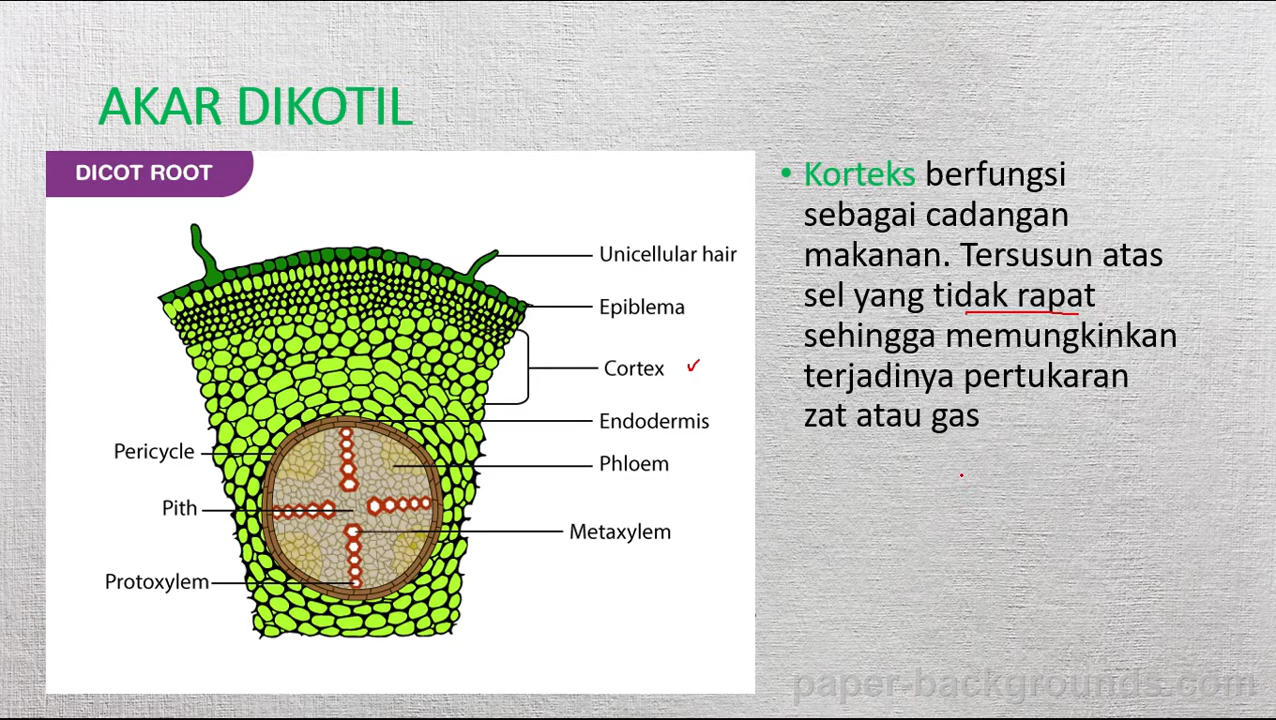 AKAR DIKOTIL
DICOT ROOT
Unicellular hair
Epiblema
Cortex
Endodermis
Pericycle
Phloem
Pith
Metaxylem
Protoxylem
• Korteks berfungsi
sebagai cadangan
makanan. Tersusun atas
sel yang tidak rapat
sehingga memungkinkan
terjadinya pertukaran
zat atau gas
paper-backgrounds.com